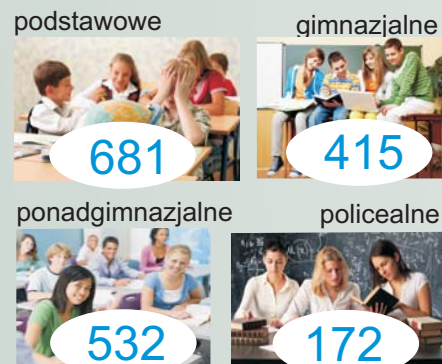 podstawowe
gimnazjalne
681
415
ponadgimnazjalne
policealne
532
172